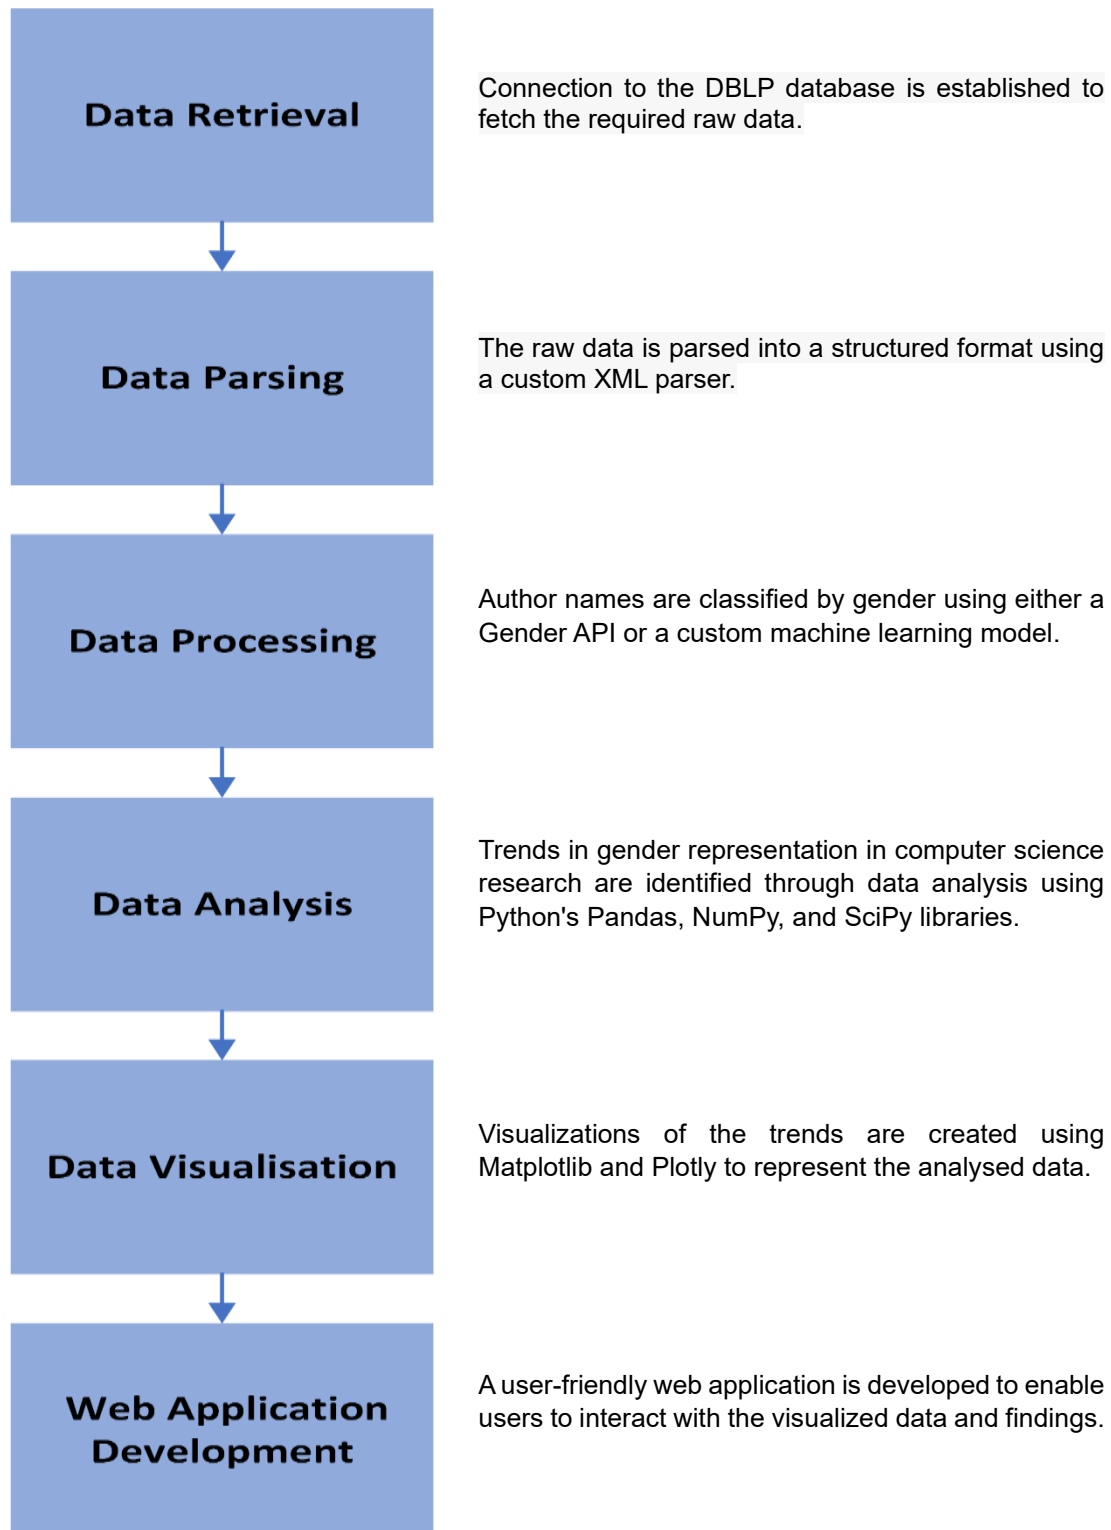 Data Retrieval
Connection to the DBLP database is established to
fetch the required raw data.
Data Parsing
The raw data is parsed into a structured format using
a custom XML parser.
Data Processing
Author names are classified by gender using either a
Gender API or a custom machine learning model.
Data Analysis
Trends in gender representation in computer science
research are identified through data analysis using
Python's Pandas, NumPy, and SciPy libraries.
Data Visualisation
Visualizations of the trends are created using
Matplotlib and Plotly to represent the analysed data.
Web Application
Development
A user-friendly web application is developed to enable
users to interact with the visualized data and findings.